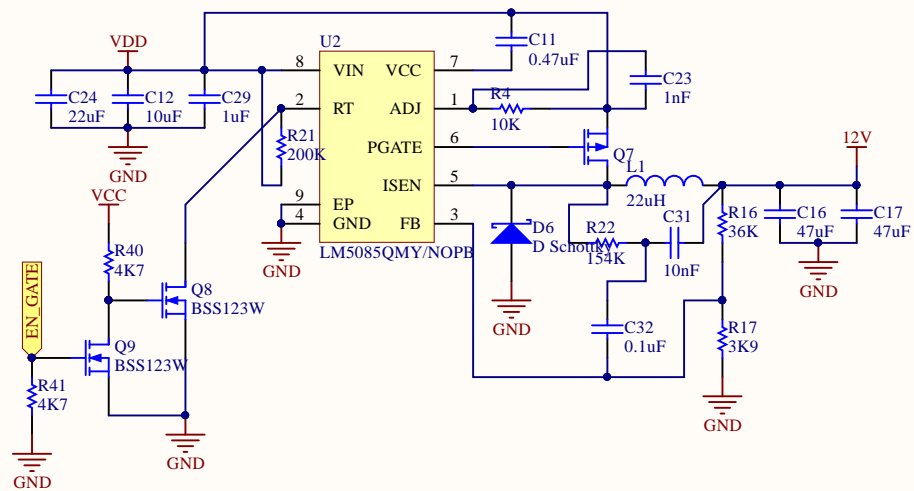 VDD
U2
C11
0.47uF
8
VIN
VCC
7
C23
1nF
C24
22uF
C12
10uF
C29
1uF
2
RT
ADJ
1
R4
10K
R21
200K
PGATE
6
Q7
12V
GND
VCC
ISEN
5
L1
22uH
9
EP
4
GND
FB
3
D6
D Schottky
R22
154K
C31
10nF
R16
36K
C16
47uF
C17
47uF
GND
LM5085QMY/NOPB
GND
R40
4K7
Q8
BSS123W
EN_GATE
GND
C32
0.1uF
R17
3K9
Q9
BSS123W
R41
4K7
GND
GND
GND